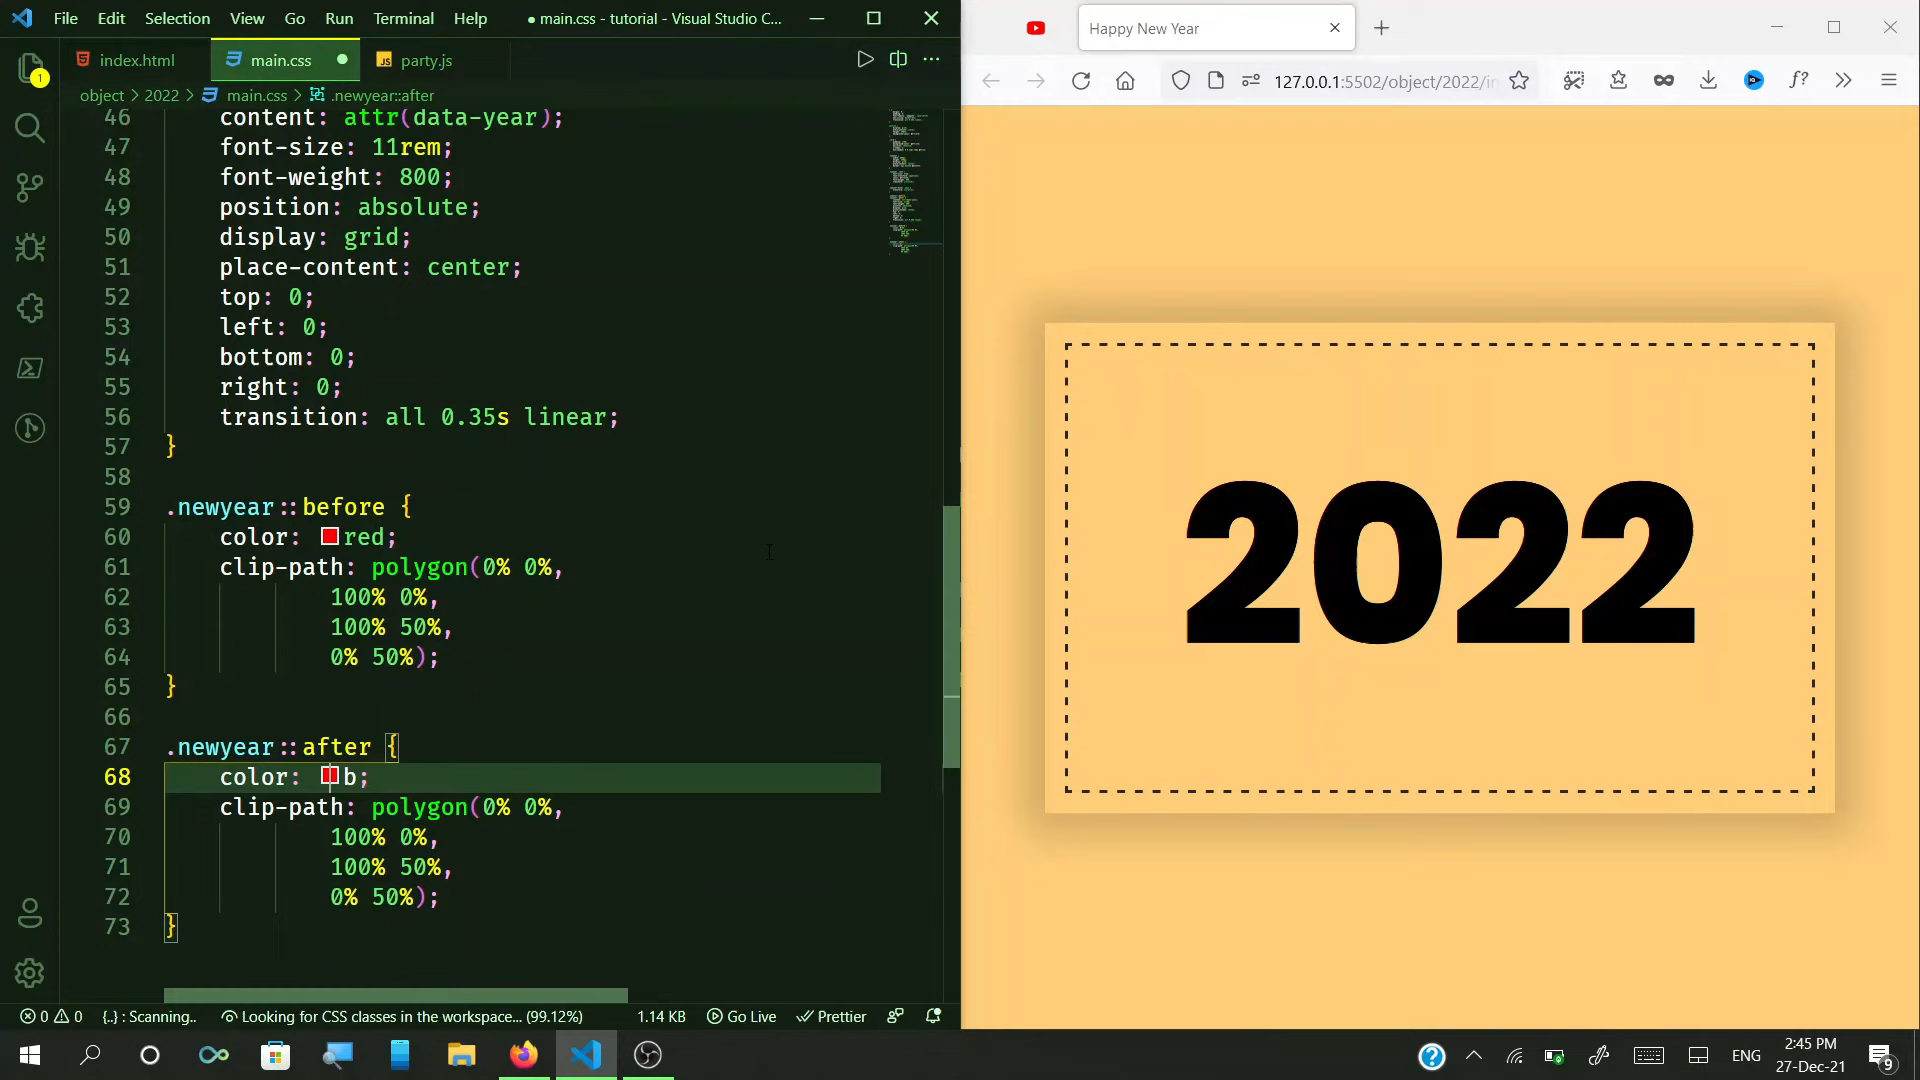 File Edit Selection View Go Run Terminal Help
● main.css - tutorial - Visual Studio C...
index.html
main.css
JS party.js
1
object > 2022 > main.css > .newyear::after
46 content: attr(data-year);
47 font-size: 11rem;
48 font-weight: 800;
49 position: absolute;
50 display: grid;
51 place-content: center;
52 top: 0;
53 left: 0;
54 bottom: 0;
55 right: 0;
56 transition: all 0.35s linear;
57 }
58
59 .newyear::before {
60 color: red;
61 clip-path: polygon(0% 0%,
62 100% 0%,
63 100% 50%,
64 0% 50%);
65 }
66
67 .newyear::after {
68 color: b;
69 clip-path: polygon(0% 0%,
70 100% 0%,
71 100% 50%,
72 0% 50%);
73 }
0 0 {..} : Scanning.. Looking for CSS classes in the workspace... (99.12%) 1.14 KB Go Live Prettier
Happy New Year
127.0.0.1:5502/object/2022/in
f?
2022
ENG
2:45 PM
27-Dec-21
9